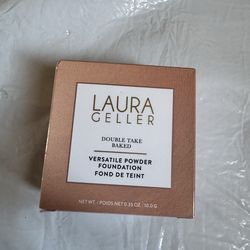 LAURA
GELLER
DOUBLE TAKE
BAKED
VERSATILE POWDER
FOUNDATION
FOND DE TEINT
NET WT. / POIDS NET 0.35 OZ / 10.0 G